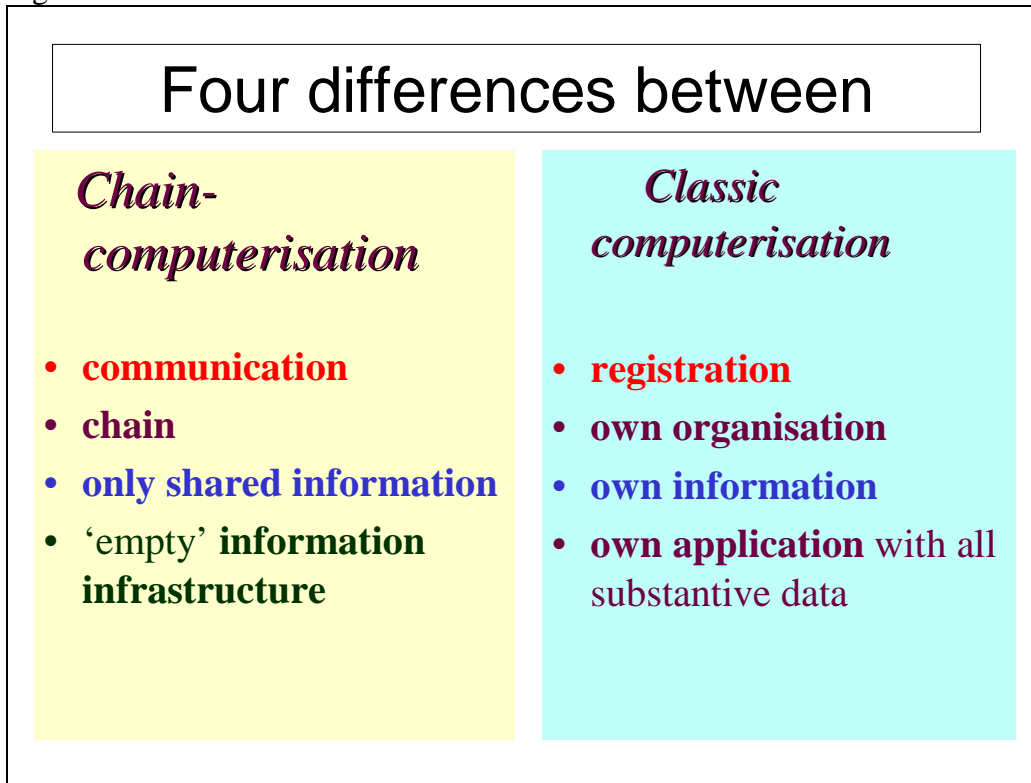 Four differences between
Chain-
computerisation
• communication
• chain
• only shared information
• ‘empty’ information
infrastructure
Classic
computerisation
• registration
• own organisation
• own information
• own application with all
substantive data